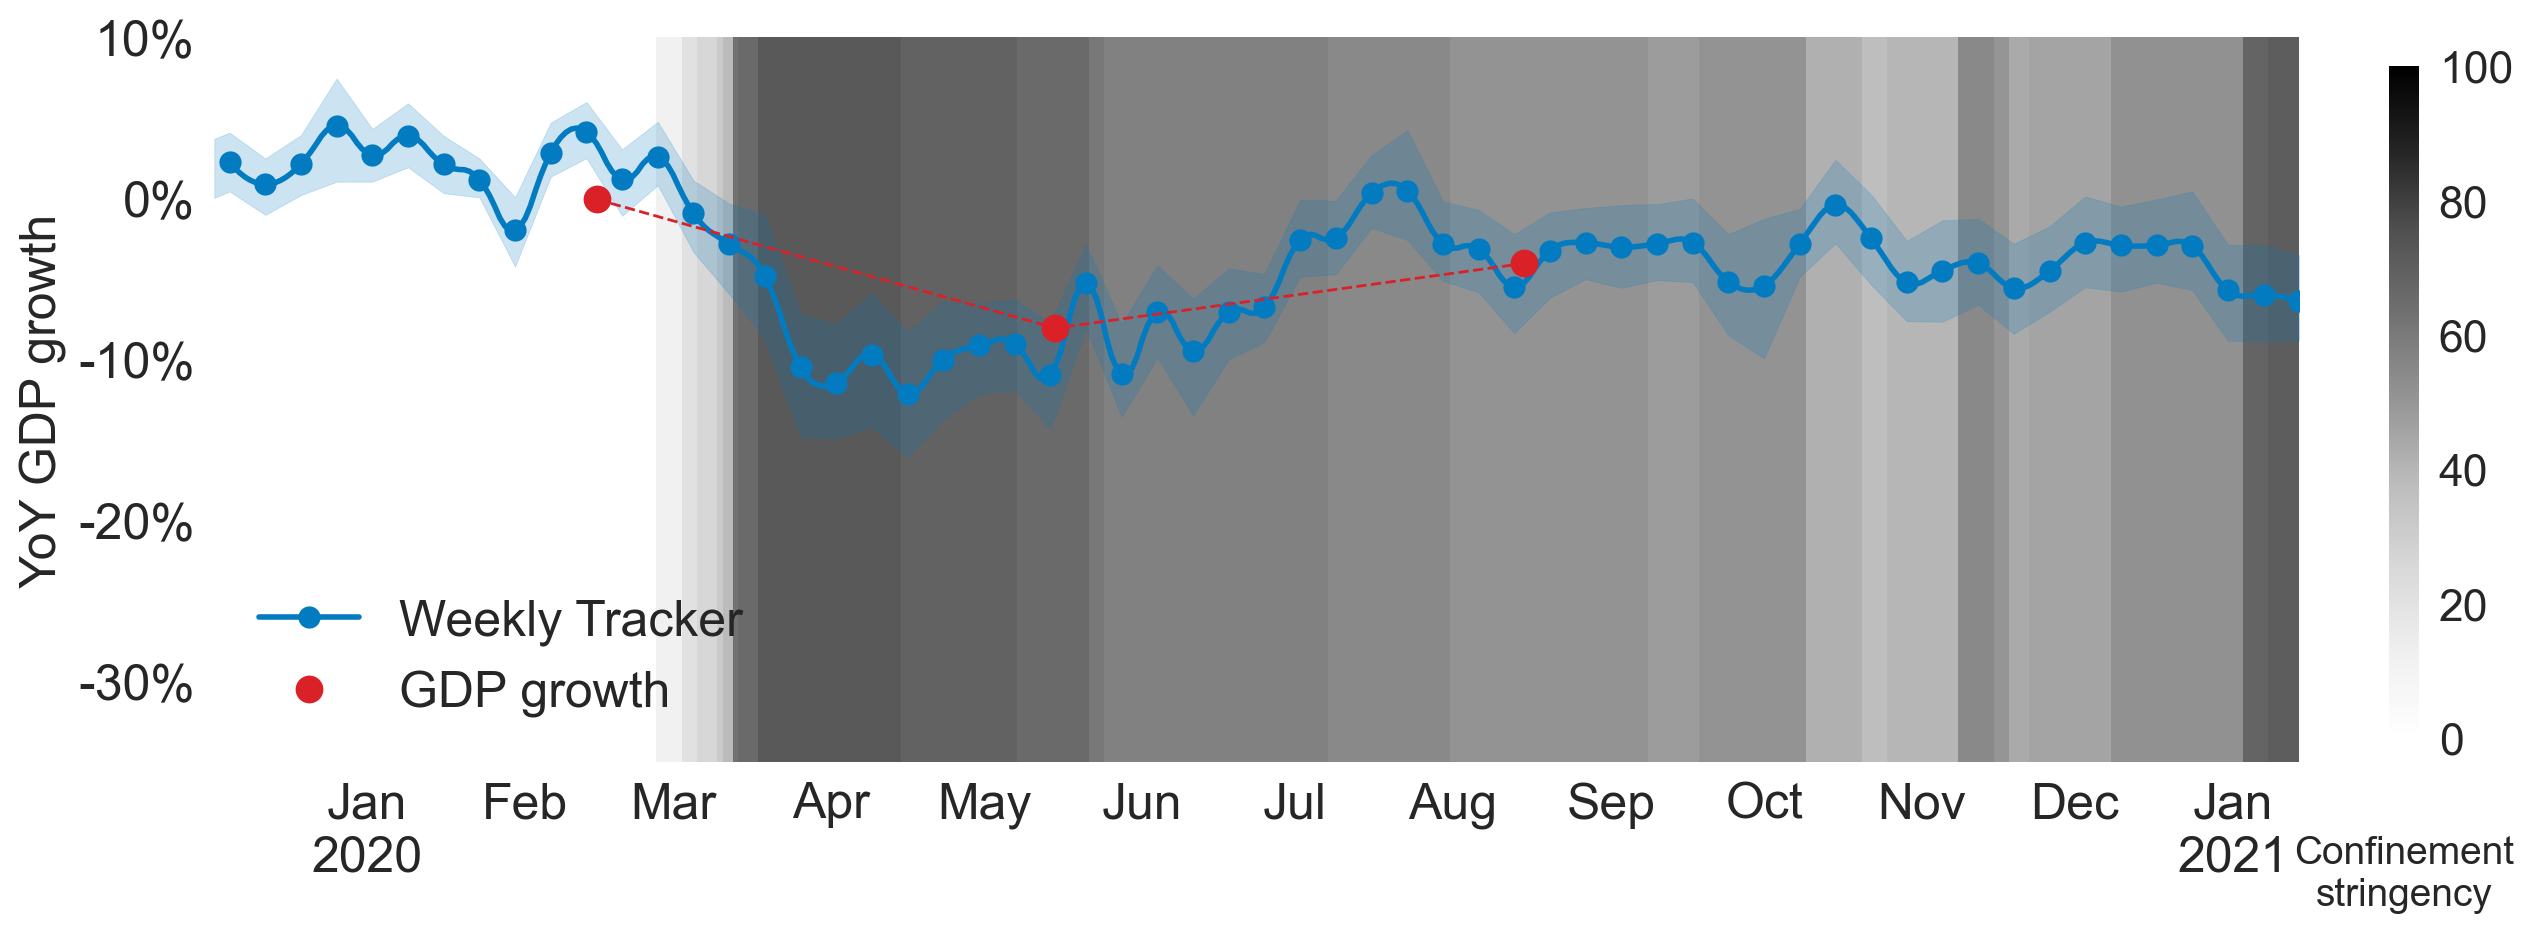 YoY GDP growth
10%
0%
-10%
-20%
-30%
Weekly Tracker
GDP growth
Jan Feb Mar Apr May Jun Jul Aug Sep Oct Nov Dec Jan
2020 2021
100
80
60
40
20
0
Confinement
stringency